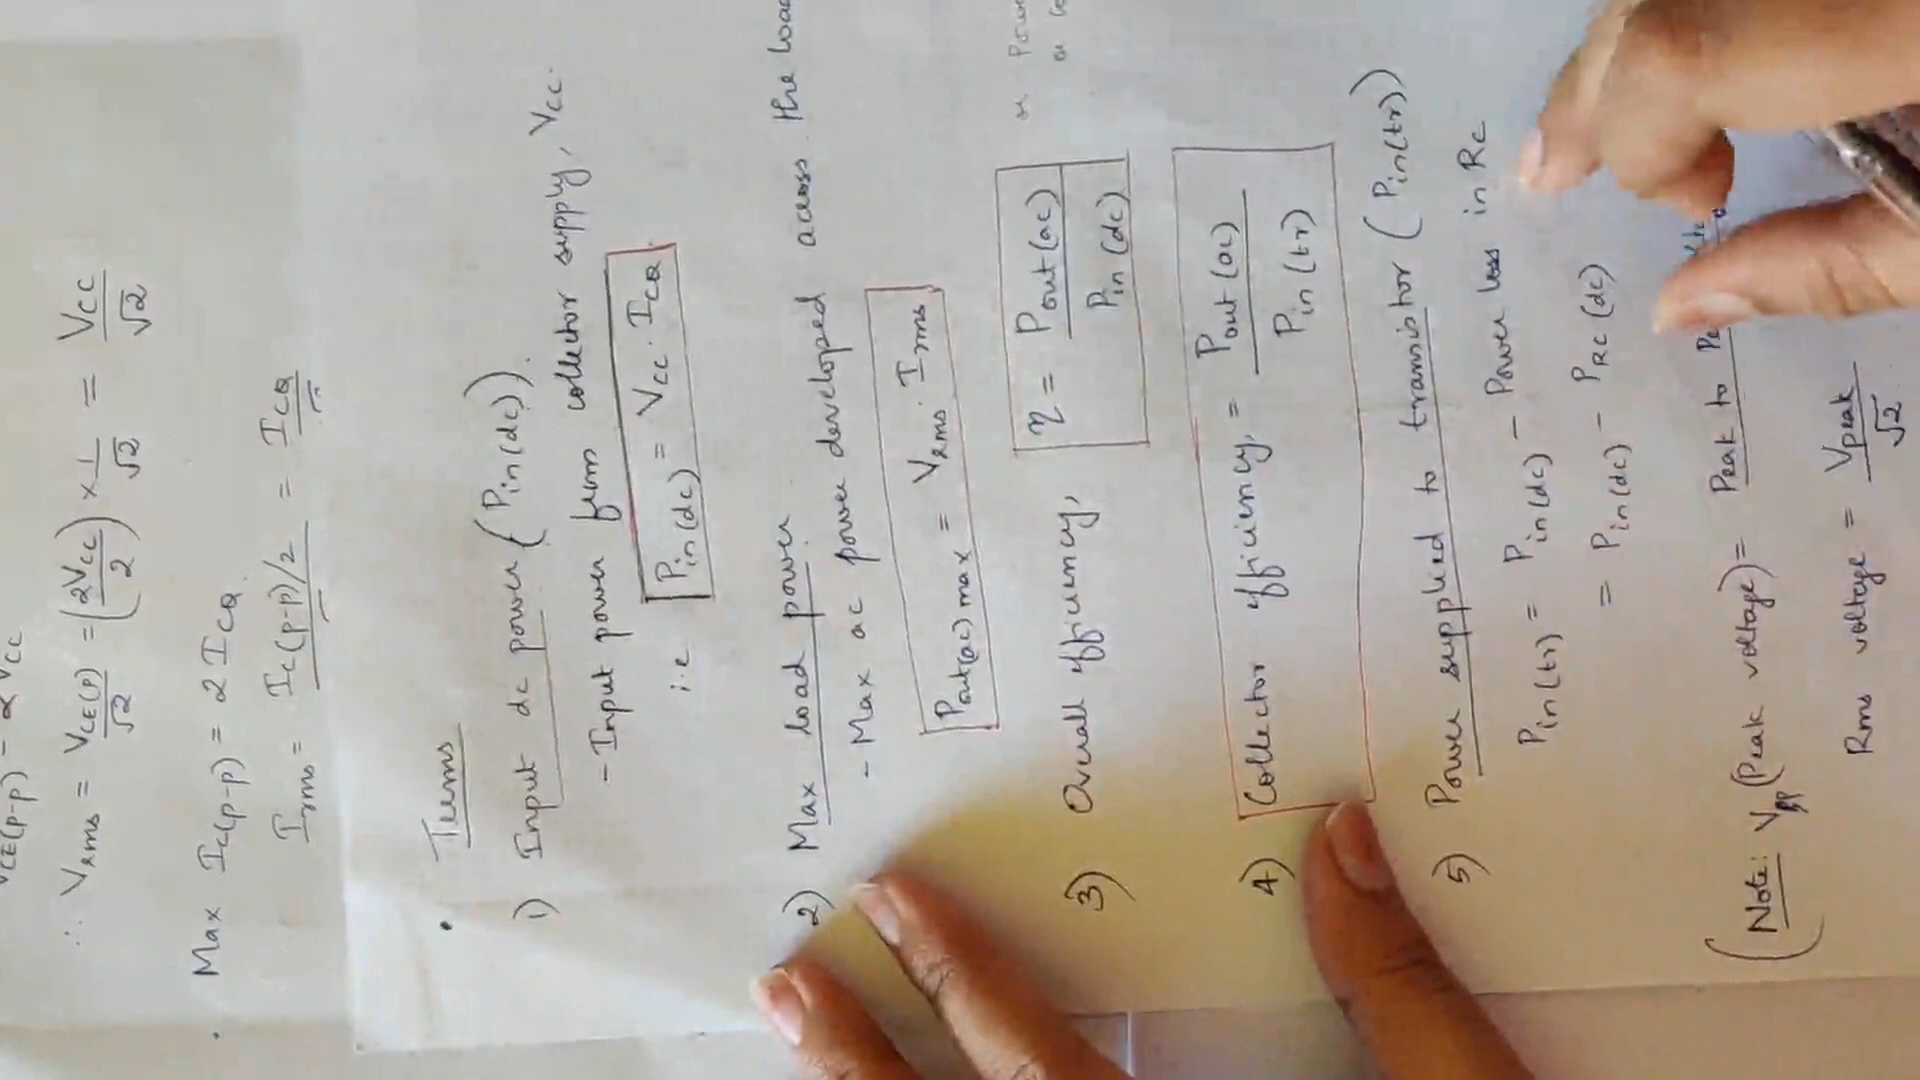 VCE(P-P) = 2 VCC
∴ Vrms = VCE(P)/√2 = (2VCC/2) × 1/√2 = VCC/√2
Max IC(P-P) = 2 ICQ.
Irms = IC(P-P)/2 = ICQ
Terms
1) Input dc power {Pin(dc)}.
- Input power from collector supply, VCC.
i.e Pin(dc) = VCC . ICQ.
2) Max load power
- Max ac power developed across the load
Pout(ac) max = Vrms . Irms
3) Overall efficiency, η = Pout(ac)/Pin(dc)
4) Collector efficiency, = Pout(ac)/Pin(tr)
5) Power supplied to transistor (Pin(tr))
Pin(tr) = Pin(dc) - Power loss in RC
= Pin(dc) - PRC(dc)
(Note: (Peak voltage) = Peak to
Rms voltage = Vpeak/√2